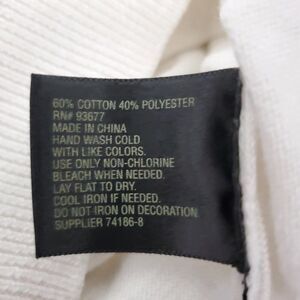 60% COTTON 40% POLYESTER
RN# 93677
MADE IN CHINA
HAND WASH COLD
WITH LIKE COLORS.
USE ONLY NON-CHLORINE
BLEACH WHEN NEEDED.
LAY FLAT TO DRY.
COOL IRON IF NEEDED.
DO NOT IRON ON DECORATION
SUPPLIER 74186-8